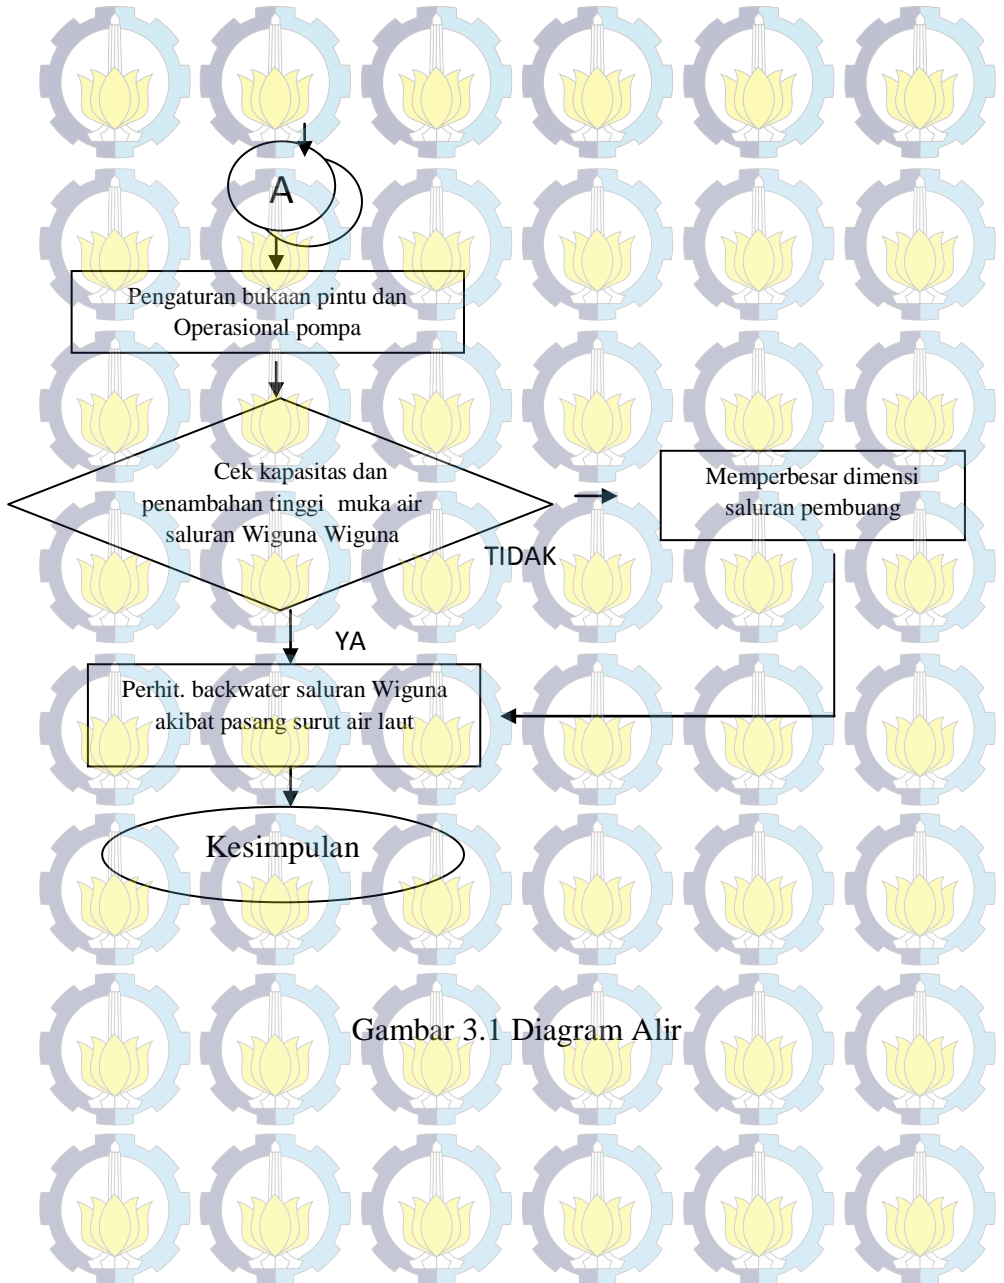 A
Pengaturan bukaan pintu dan
Operasional pompa
Cek kapasitas dan
penambahan tinggi muka air
saluran Wiguna Wiguna
Memperbesar dimensi
saluran pembuang
TIDAK
YA
Perhit. backwater saluran Wiguna
akibat pasang surut air laut
Kesimpulan
Gambar 3.1 Diagram Alir